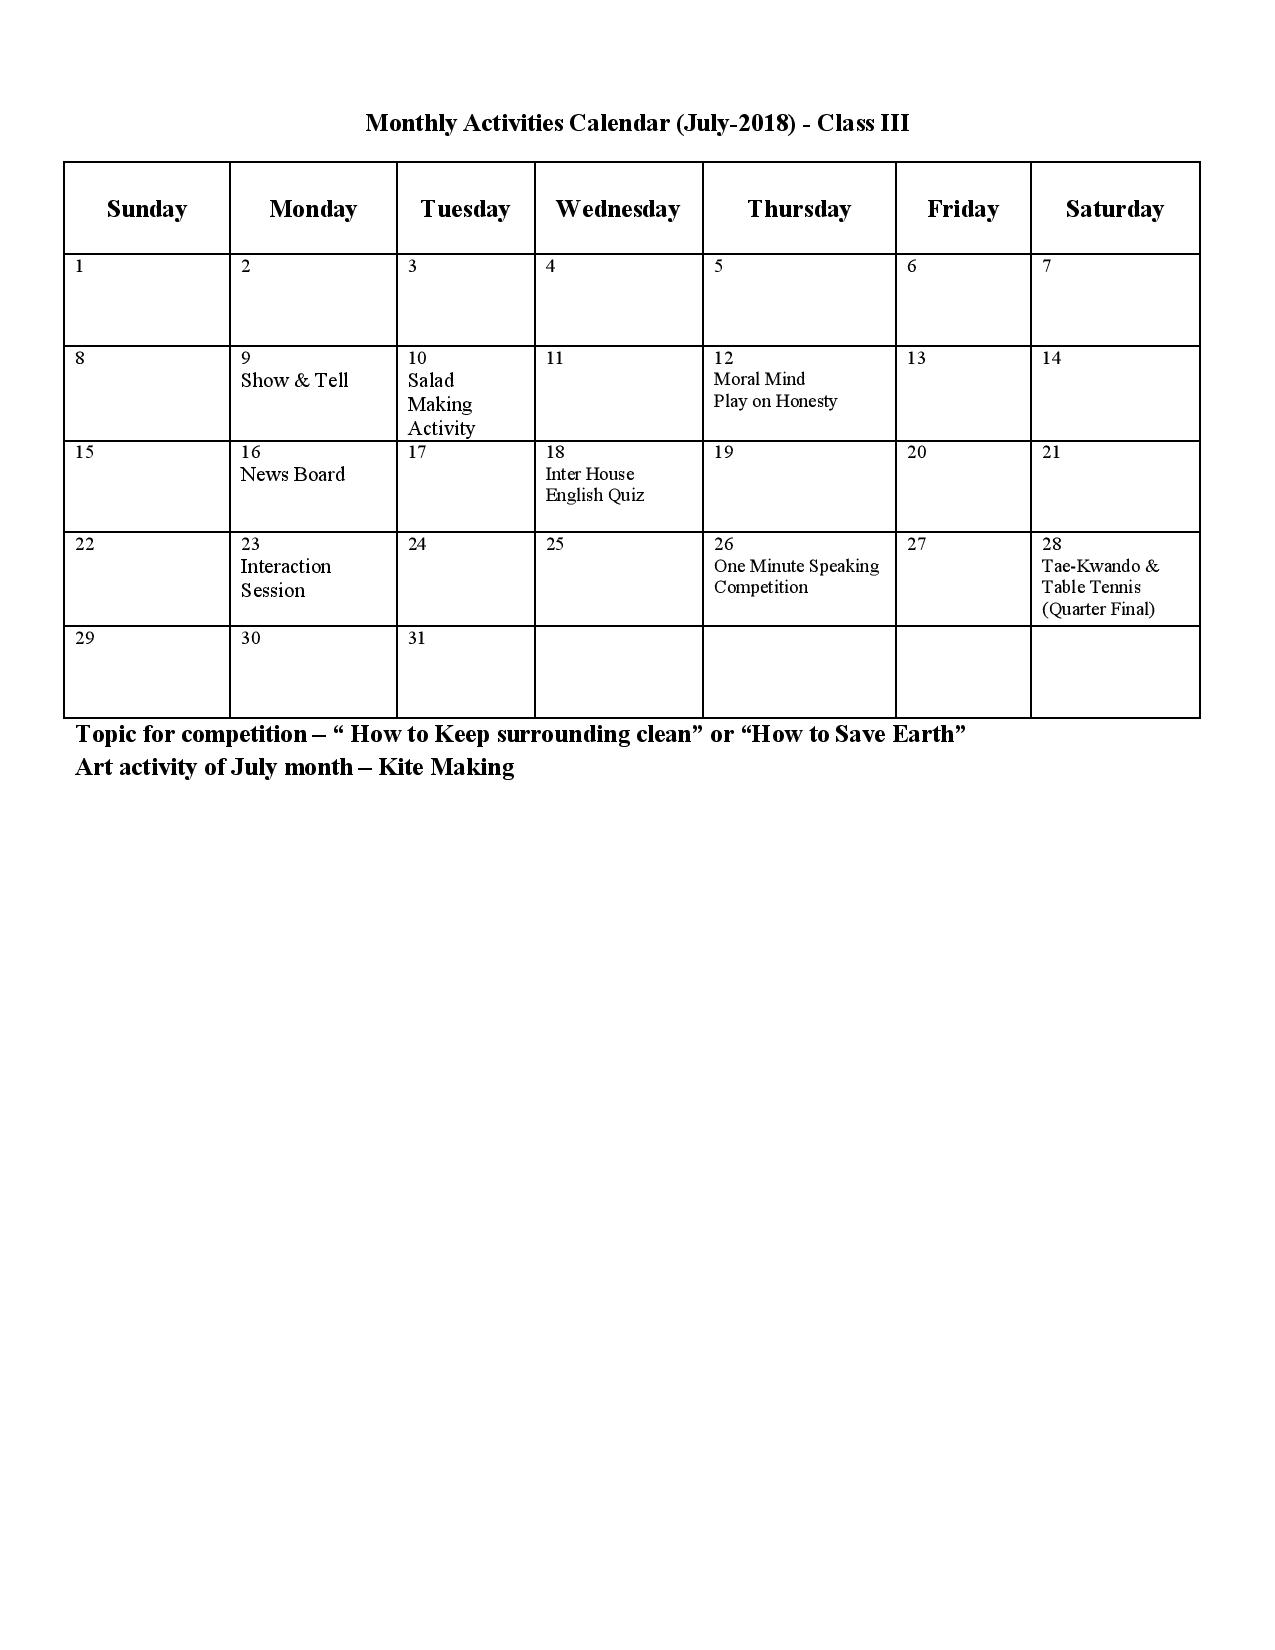 Monthly Activities Calendar (July-2018) - Class III
Sunday Monday Tuesday Wednesday Thursday Friday Saturday
1 2 3 4 5 6 7
8 9 10 11 12 13 14
Show & Tell
Salad
Making
Activity
Moral Mind
Play on Honesty
15 16 17 18 19 20 21
News Board
Inter House
English Quiz
22 23 24 25 26 27 28
Interaction
Session
One Minute Speaking
Competition
Tae-Kwando &
Table Tennis
(Quarter Final)
29 30 31
Topic for competition – “ How to Keep surrounding clean” or “How to Save Earth”
Art activity of July month – Kite Making